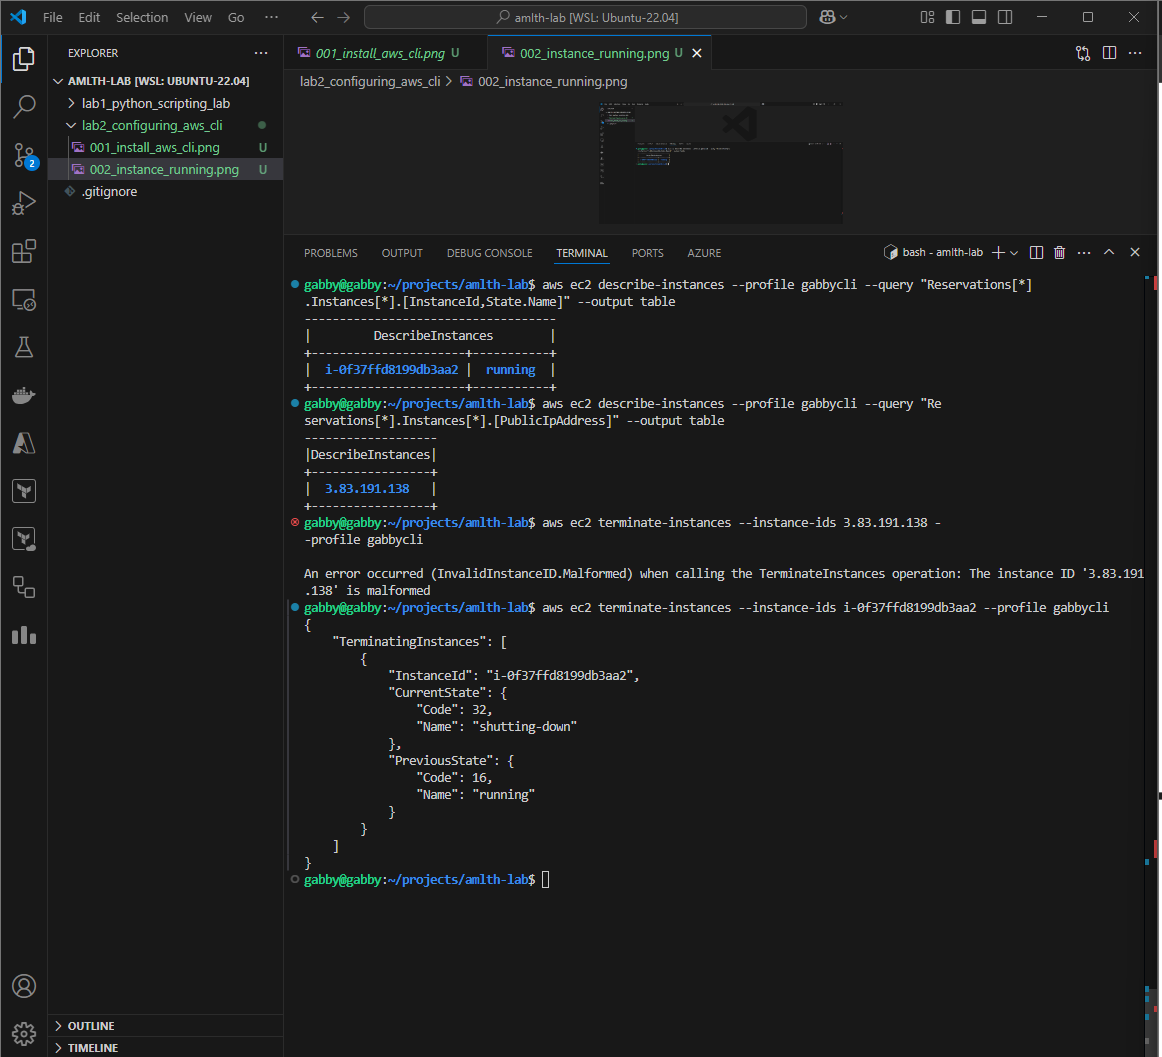 File Edit Selection View Go ··· amlth-lab [WSL: Ubuntu-22.04]
EXPLORER
AMLTH-LAB [WSL: UBUNTU-22.04]
lab1_python_scripting_lab
lab2_configuring_aws_cli
001_install_aws_cli.png U
002_instance_running.png U
.gitignore
2
OUTLINE
TIMELINE
001_install_aws_cli.png U 002_instance_running.png U
lab2_configuring_aws_cli > 002_instance_running.png
PROBLEMS OUTPUT DEBUG CONSOLE TERMINAL PORTS AZURE bash - amlth-lab
gabby@gabby:~/projects/amlth-lab$ aws ec2 describe-instances --profile gabbycli --query "Reservations[*]
.Instances[*].[InstanceId,State.Name]" --output table
------------------------------------
|         DescribeInstances        |
+----------------------+-----------+
|  i-0f37ffd8199db3aa2 |  running  |
+----------------------+-----------+
gabby@gabby:~/projects/amlth-lab$ aws ec2 describe-instances --profile gabbycli --query "Re
servations[*].Instances[*].[PublicIpAddress]" --output table
-------------------
|DescribeInstances|
+-----------------+
|  3.83.191.138   |
+-----------------+
gabby@gabby:~/projects/amlth-lab$ aws ec2 terminate-instances --instance-ids 3.83.191.138 -
-profile gabbycli
An error occurred (InvalidInstanceID.Malformed) when calling the TerminateInstances operation: The instance ID '3.83.191
.138' is malformed
gabby@gabby:~/projects/amlth-lab$ aws ec2 terminate-instances --instance-ids i-0f37ffd8199db3aa2 --profile gabbycli
{
    "TerminatingInstances": [
        {
            "InstanceId": "i-0f37ffd8199db3aa2",
            "CurrentState": {
                "Code": 32,
                "Name": "shutting-down"
            },
            "PreviousState": {
                "Code": 16,
                "Name": "running"
            }
        }
    ]
}
gabby@gabby:~/projects/amlth-lab$